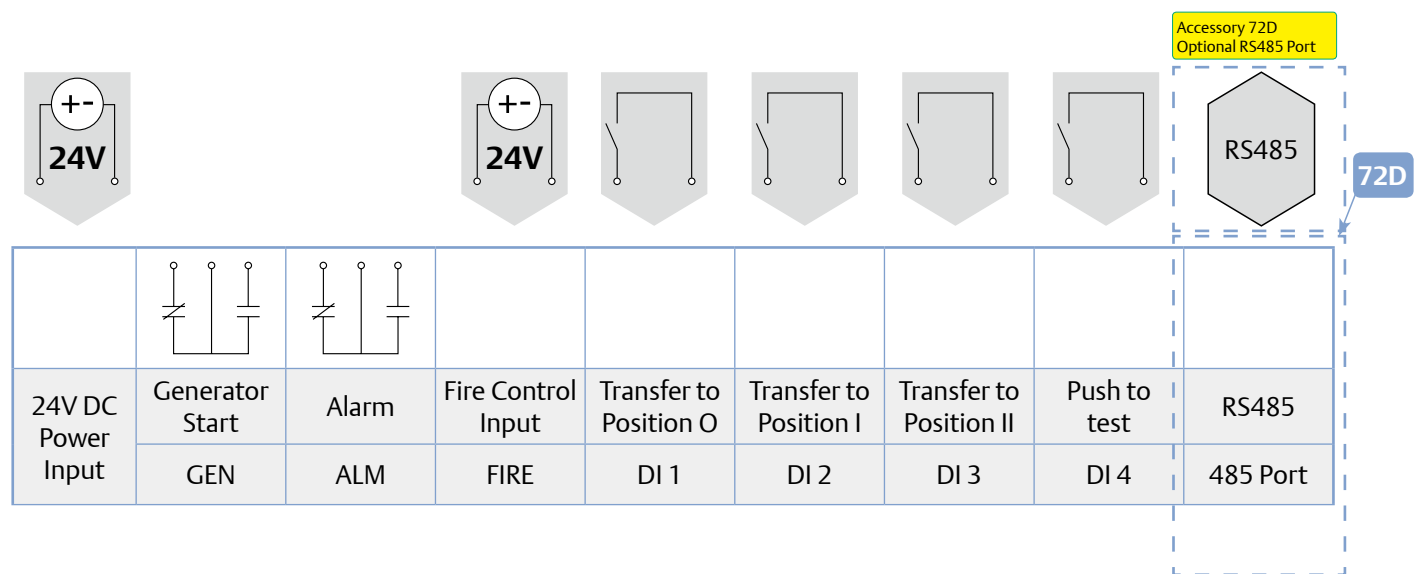 Accessory 72D
Optional RS485 Port
+-
24V
+-
24V
RS485
72D
24V DC
Power
Input
Generator
Start
Alarm
Fire Control
Input
Transfer to
Position O
Transfer to
Position I
Transfer to
Position II
Push to
test
RS485
GEN
ALM
FIRE
DI 1
DI 2
DI 3
DI 4
485 Port